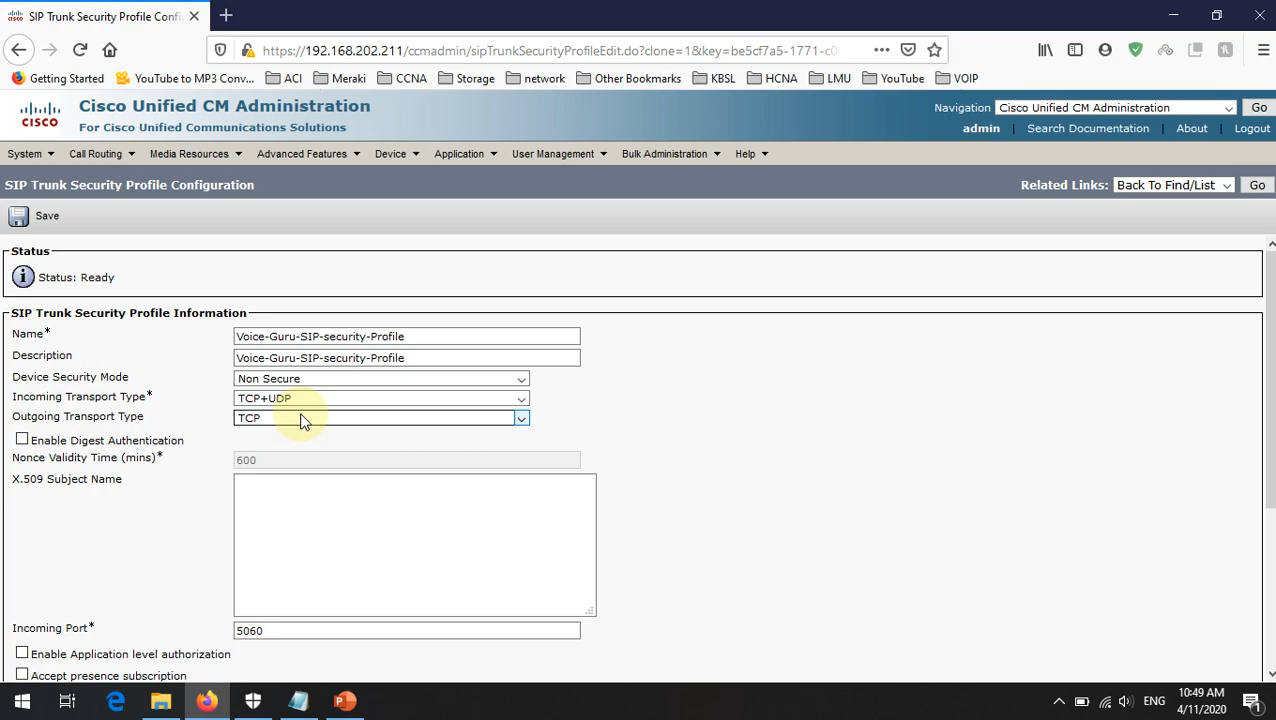 SIP Trunk Security Profile Confi
https://192.168.202.211/ccmadmin/sipTrunkSecurityProfileEdit.do?clone=1&key=be5cf7a5-1771-c0
Getting Started YouTube to MP3 Conv... ACI Meraki CCNA Storage network Other Bookmarks KBSL HCNA LMU YouTube VOIP
CISCO
Cisco Unified CM Administration
For Cisco Unified Communications Solutions
Navigation Cisco Unified CM Administration Go
admin | Search Documentation | About | Logout
System Call Routing Media Resources Advanced Features Device Application User Management Bulk Administration Help
SIP Trunk Security Profile Configuration Related Links: Back To Find/List Go
Save
Status
Status: Ready
SIP Trunk Security Profile Information
Name* Voice-Guru-SIP-security-Profile
Description Voice-Guru-SIP-security-Profile
Device Security Mode Non Secure
Incoming Transport Type* TCP+UDP
Outgoing Transport Type TCP
Enable Digest Authentication
Nonce Validity Time (mins)* 600
X.509 Subject Name
Incoming Port* 5060
Enable Application level authorization
Accept presence subscription
ENG 10:49 AM
4/11/2020
1